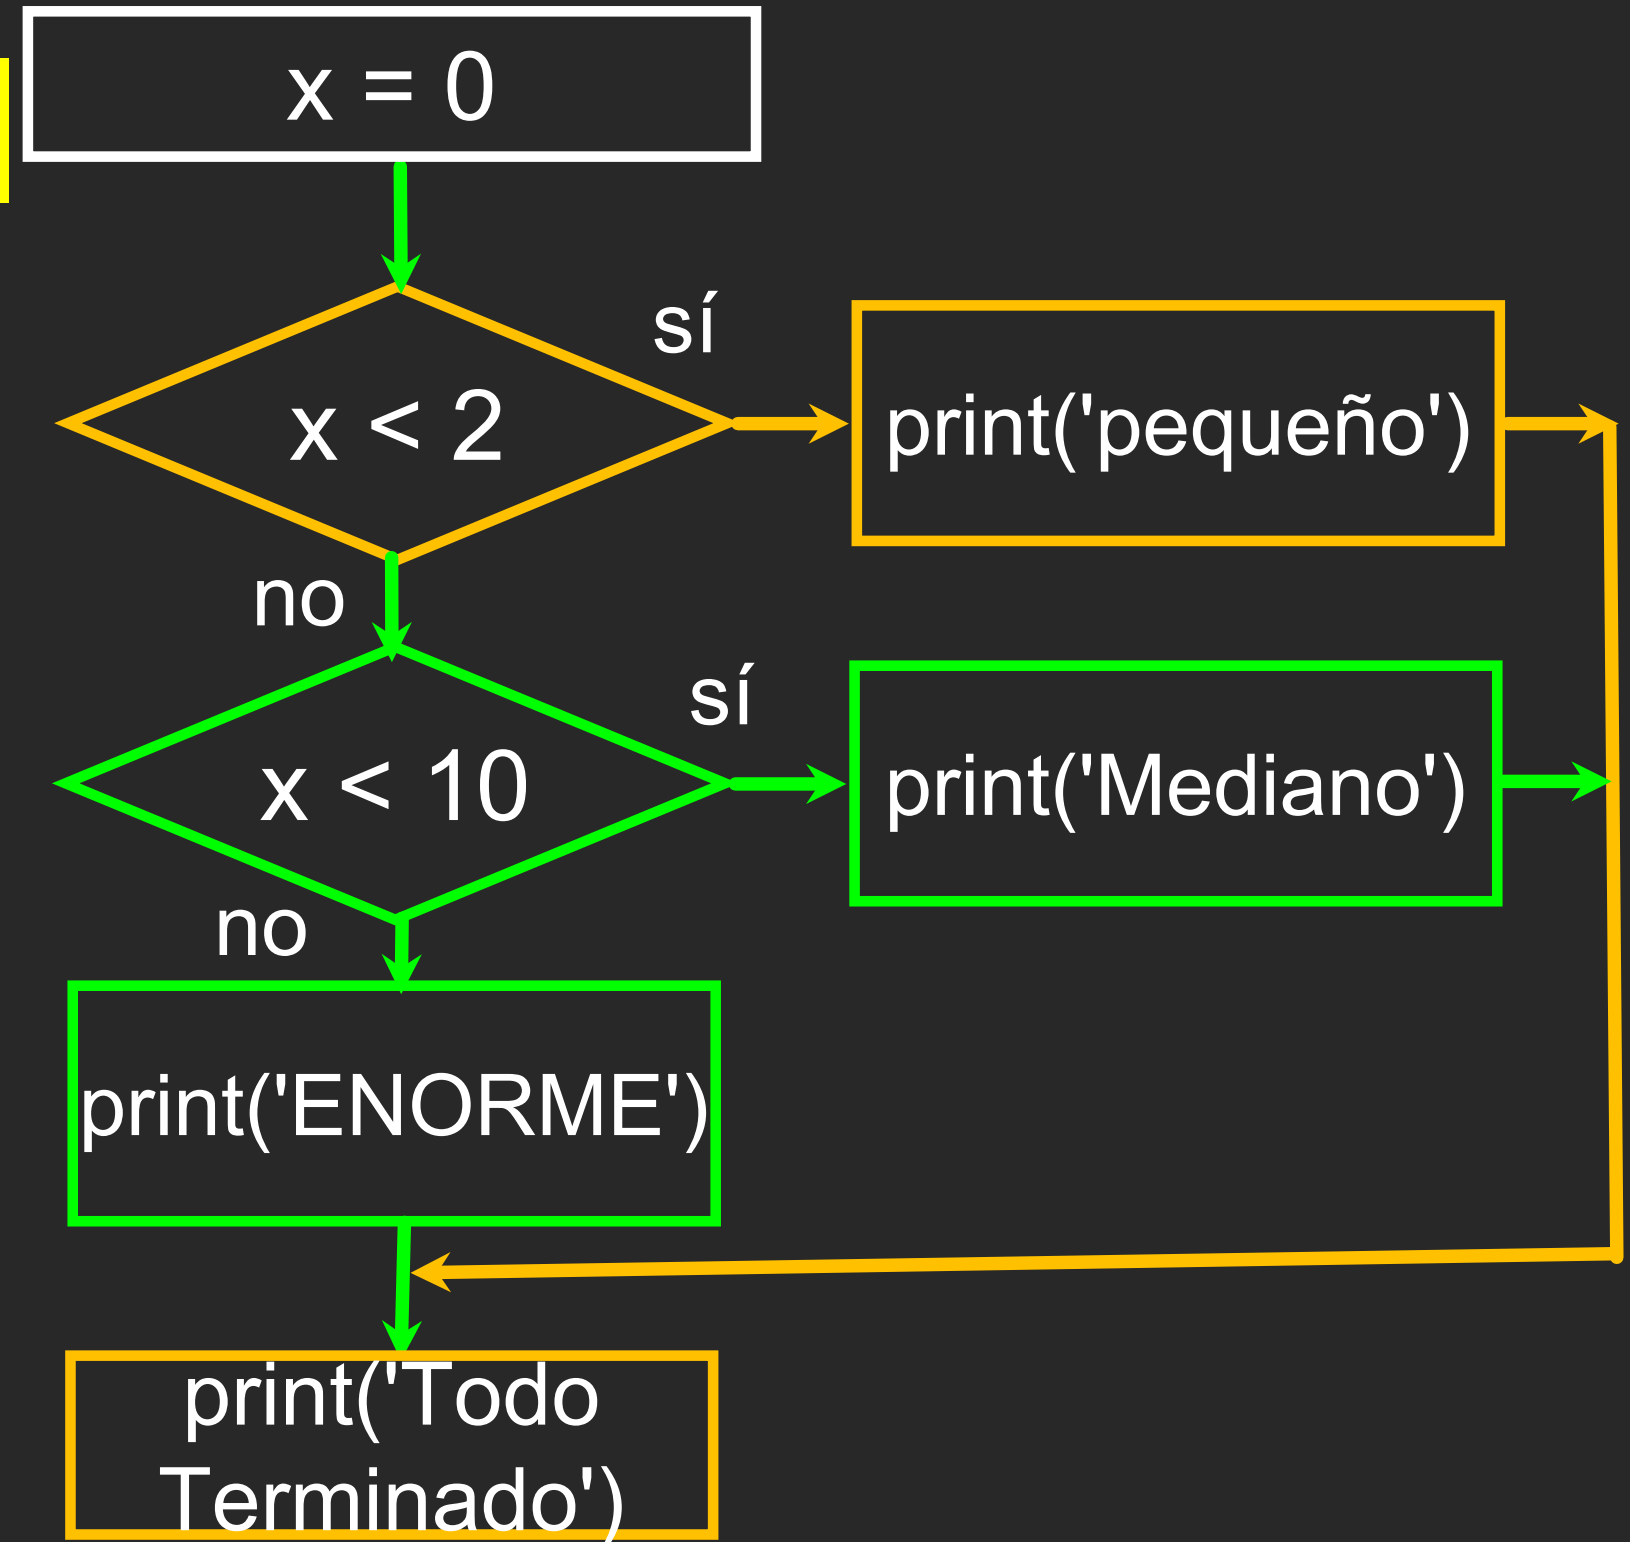 x = 0
sí
x < 2
print('pequeño')
no
sí
x < 10
print('Mediano')
no
print('ENORME')
print('Todo
Terminado')